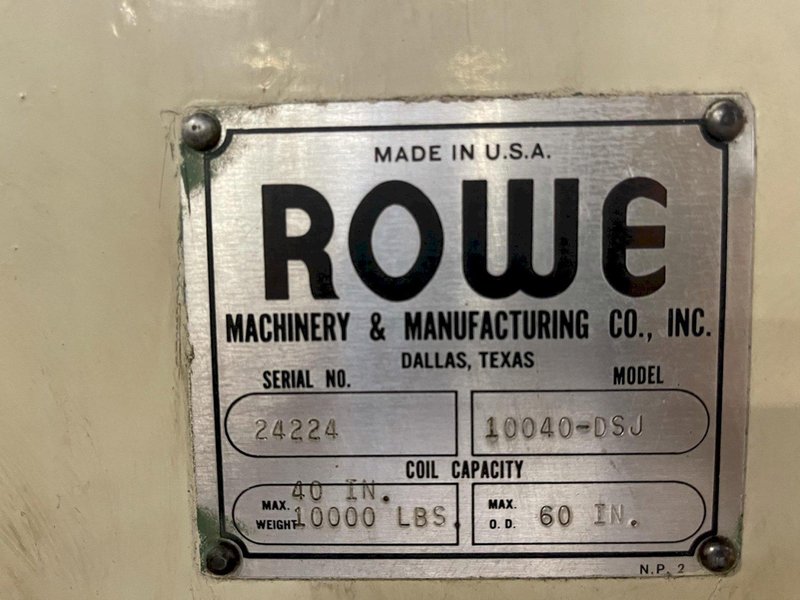 MADE IN U.S.A.
ROWE
MACHINERY & MANUFACTURING CO., INC.
DALLAS, TEXAS
SERIAL NO. MODEL
24224 10040-DSJ
COIL CAPACITY
40 IN.
MAX. WEIGHT 10000 LBS.
MAX. O.D. 60 IN.
N.P. 2